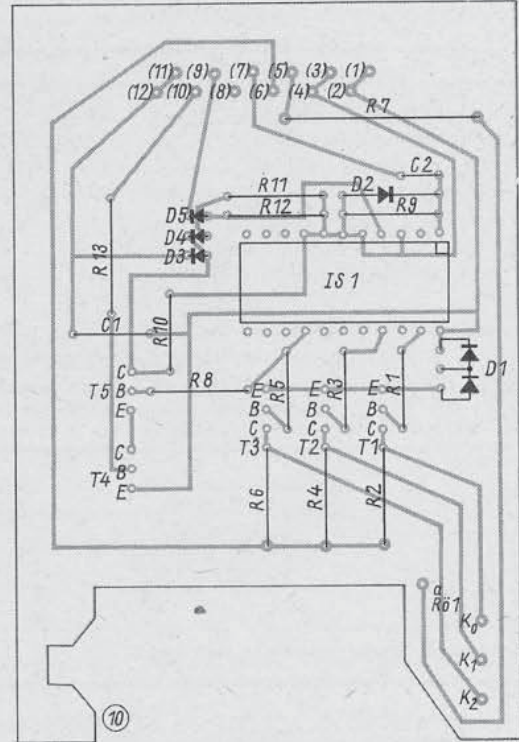 (11) (9) (7) (5) (3) (1)
(12) (10) (8) (6) (4) (2)
R7
C2
R11 D2
D5 R12 R9
D4
D3
R13
IS 1
C1 R10
C
T5 B R8 E R5 E R3 E R1 D1
E B B B
C C C C
T4 B T3 T2 T1
E R6 R4 R2
a
Rö1
K0
K1
K2
10